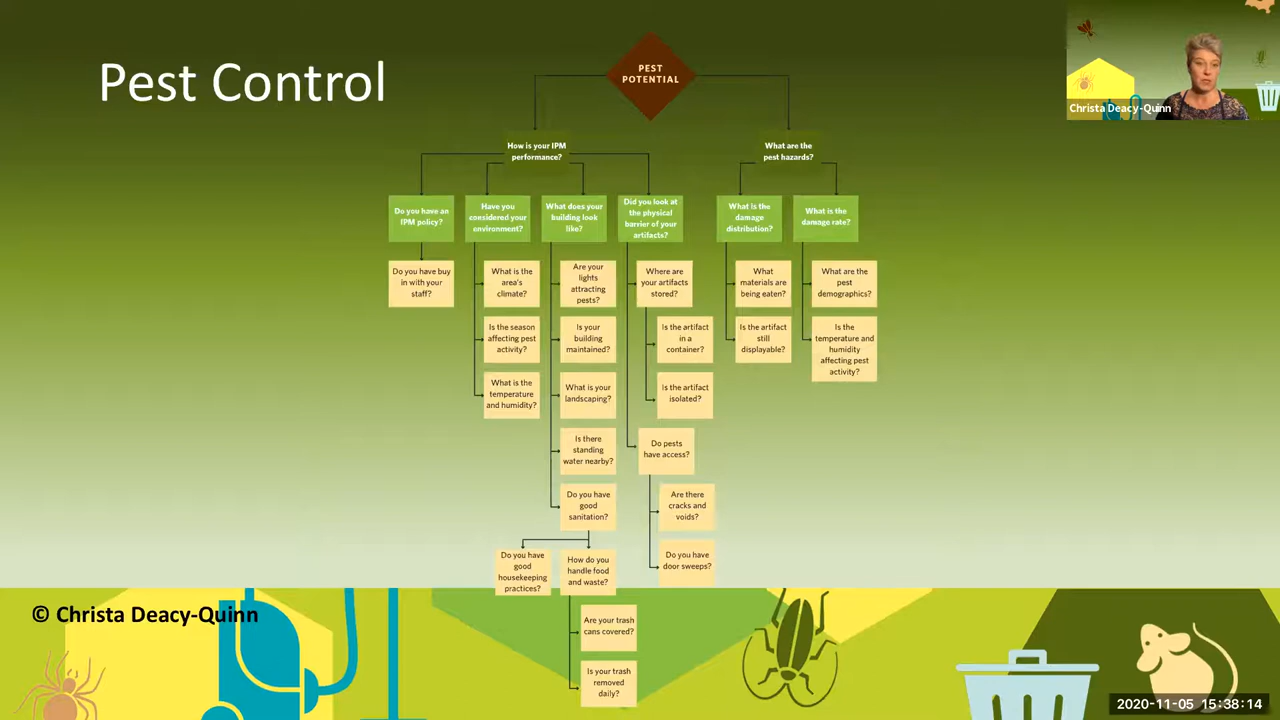 Pest Control
PEST
POTENTIAL
Christa Deacy-Quinn
How is your IPM
performance?
What are the
pest hazards?
Do you have an
IPM policy?
Have you
considered your
environment?
What does your
building look
like?
Did you look at
the physical
barrier of your
artifacts?
What is the
damage
distribution?
What is the
damage rate?
Do you have buy
in with your
staff?
What is the
area's
climate?
Is the season
affecting pest
activity?
What is the
temperature
and humidity?
Are your
lights
attracting
pests?
Is your
building
maintained?
What is your
landscaping?
Is there
standing
water nearby?
Do you have
good
sanitation?
Do you have
good
housekeeping
practices?
How do you
handle food
and waste?
Are your trash
cans covered?
Is your trash
removed
daily?
Where are
your artifacts
stored?
Is the artifact
in a
container?
Is the artifact
isolated?
Do pests
have access?
Are there
cracks and
voids?
Do you have
door sweeps?
What
materials are
being eaten?
Is the artifact
still
displayable?
What are the
pest
demographics?
Is the
temperature and
humidity
affecting pest
activity?
© Christa Deacy-Quinn
2020-11-05 15:38:14